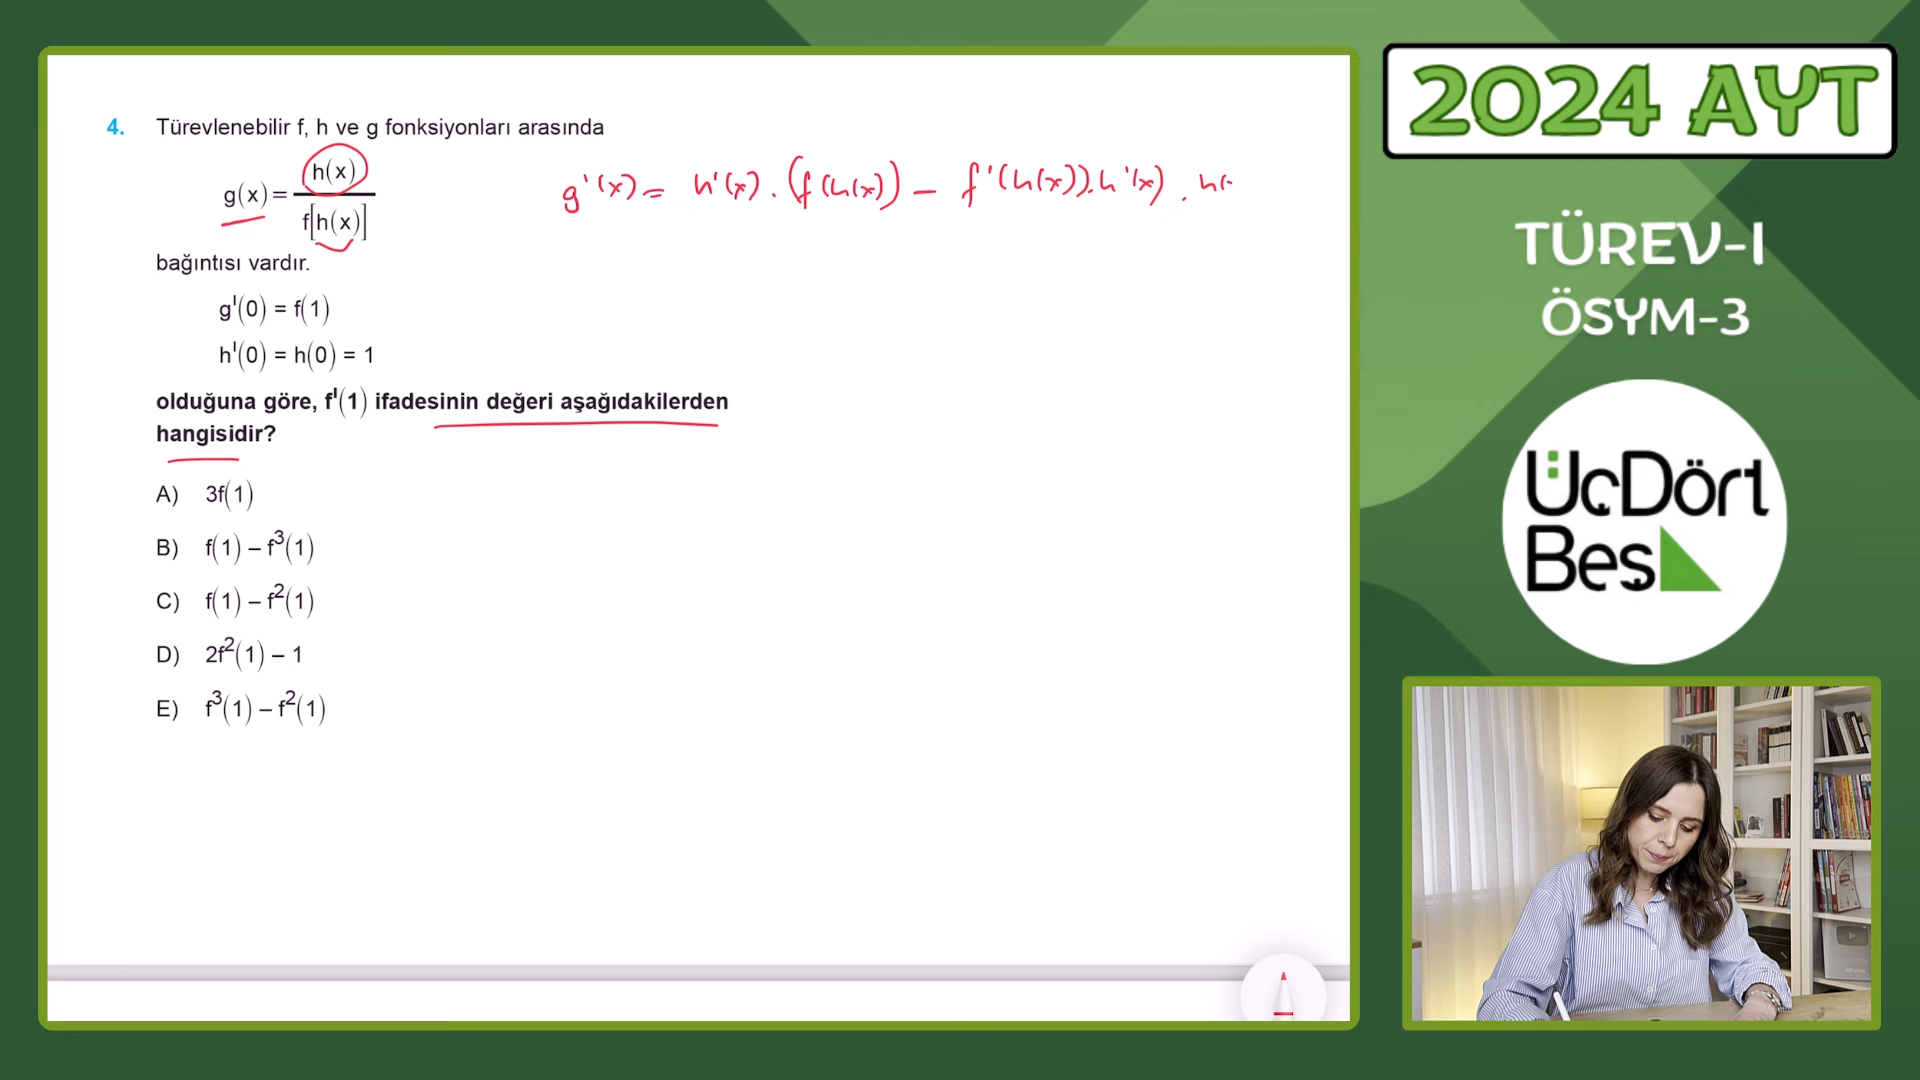 4. Türevlenebilir f, h ve g fonksiyonları arasında
g(x) = h(x) / f[h(x)]
g'(x) = h'(x) . (f(h(x)) – f'(h(x)).h'(x) . h(
bağıntısı vardır.
g'(0) = f(1)
h'(0) = h(0) = 1
olduğuna göre, f'(1) ifadesinin değeri aşağıdakilerden
hangisidir?
A) 3f(1)
B) f(1) – f³(1)
C) f(1) – f²(1)
D) 2f²(1) – 1
E) f³(1) – f²(1)
2024 AYT
TÜREV-I
ÖSYM-3
ÜçDört
Beş